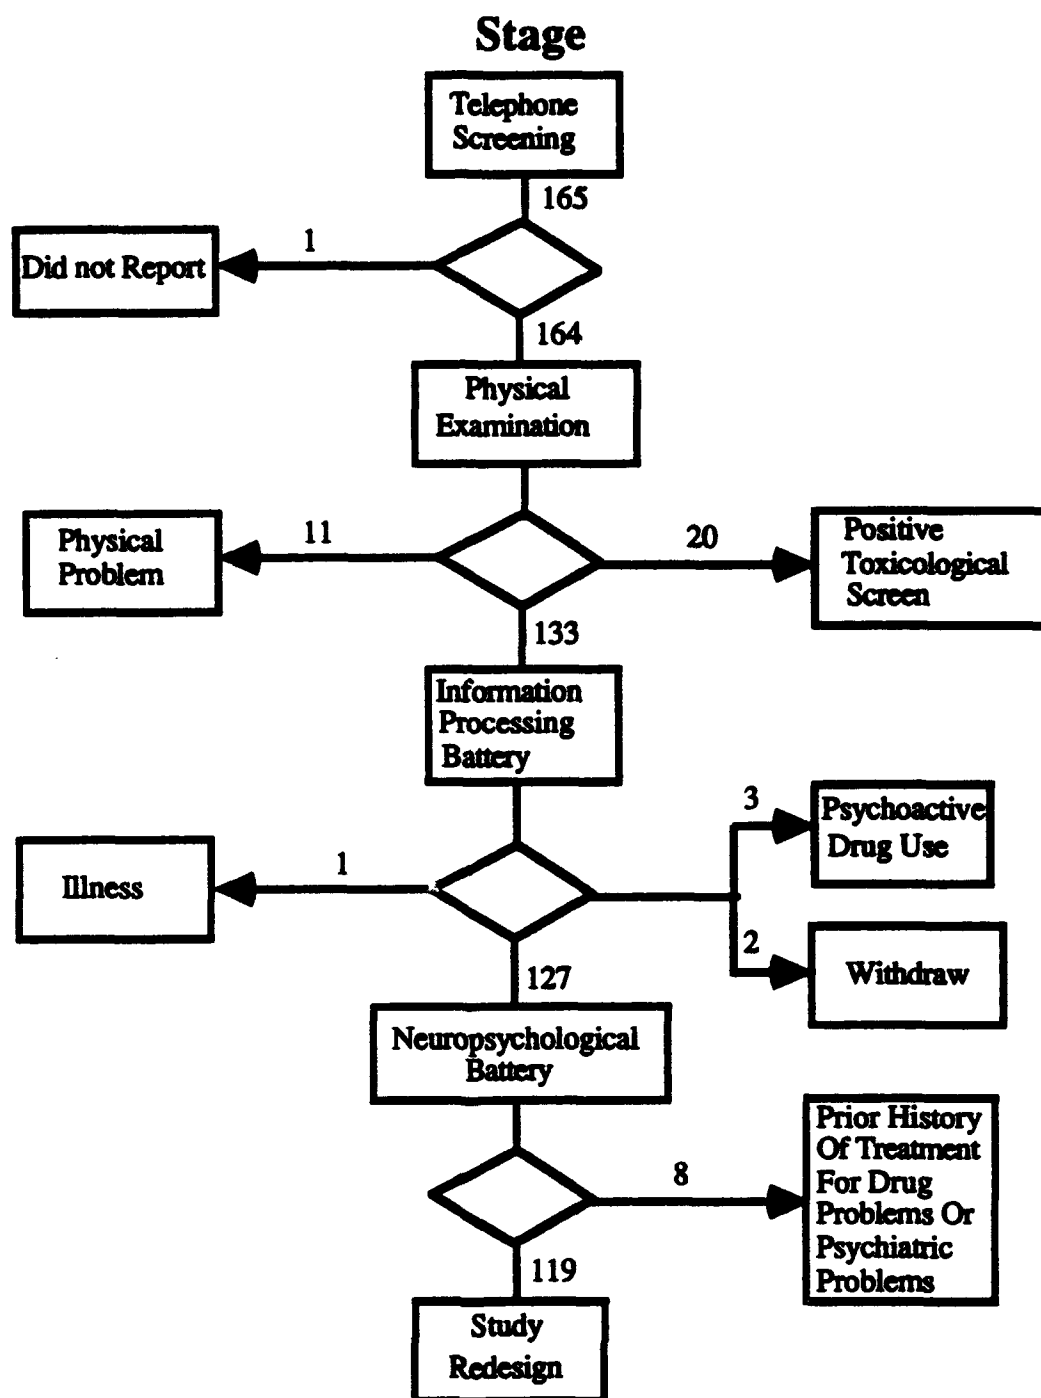 Stage
Telephone
Screening
165
1
Did not Report
164
Physical
Examination
11
20
Physical
Problem
Positive
Toxicological
Screen
133
Information
Processing
Battery
3
Psychoactive
Drug Use
1
Illness
2
Withdraw
127
Neuropsychological
Battery
8
Prior History
Of Treatment
For Drug
Problems Or
Psychiatric
Problems
119
Study
Redesign